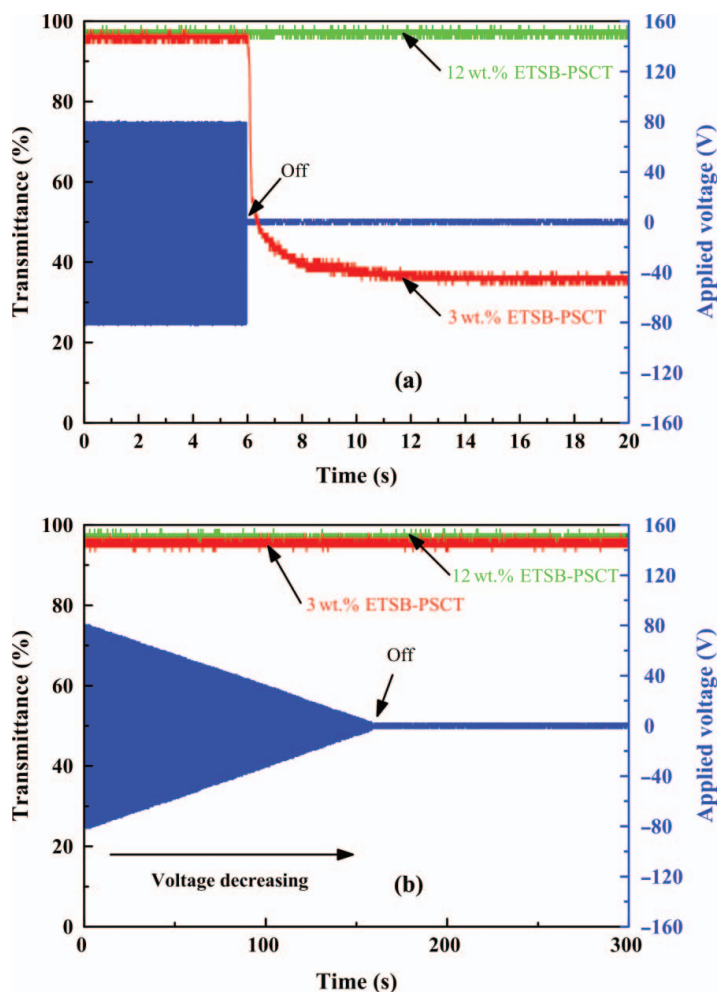 100
80
60
40
20
0
Transmittance (%)
160
120
80
40
0
−40
−80
−120
−160
Applied voltage (V)
12 wt.% ETSB-PSCT
Off
3 wt.% ETSB-PSCT
(a)
0 2 4 6 8 10 12 14 16 18 20
Time (s)
100
80
60
40
20
0
Transmittance (%)
160
120
80
40
0
−40
−80
−120
−160
Applied voltage (V)
12 wt.% ETSB-PSCT
3 wt.% ETSB-PSCT
Off
Voltage decreasing
(b)
0 100 200 300
Time (s)